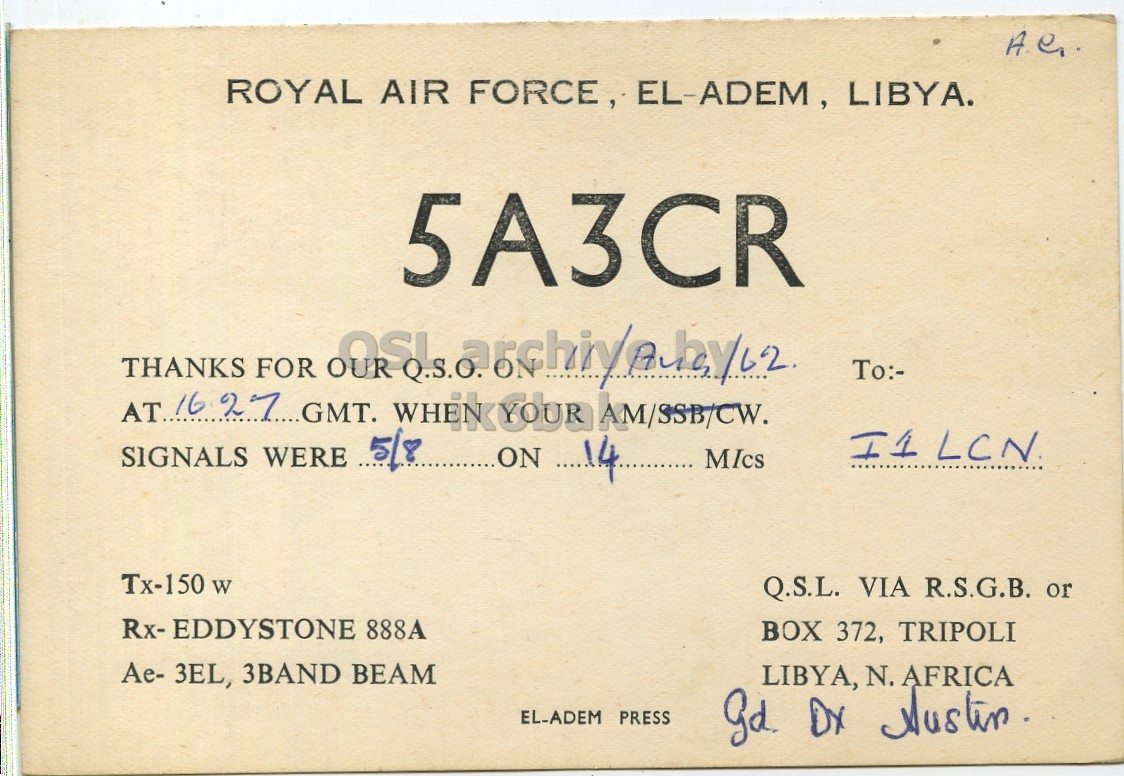 A.C.
ROYAL AIR FORCE, EL-ADEM, LIBYA.
5A3CR
QSL archive by
ik6bak
THANKS FOR OUR Q.S.O. ON 11/Aug/62. To:-
AT 16.27 GMT. WHEN YOUR AM/SSB/CW.
SIGNALS WERE 5/8 ON 14 M/cs I1LCN.
Tx-150 w Q.S.L. VIA R.S.G.B. or
Rx- EDDYSTONE 888A BOX 372, TRIPOLI
Ae- 3EL, 3BAND BEAM LIBYA, N. AFRICA
EL-ADEM PRESS Gd Dx Austin.